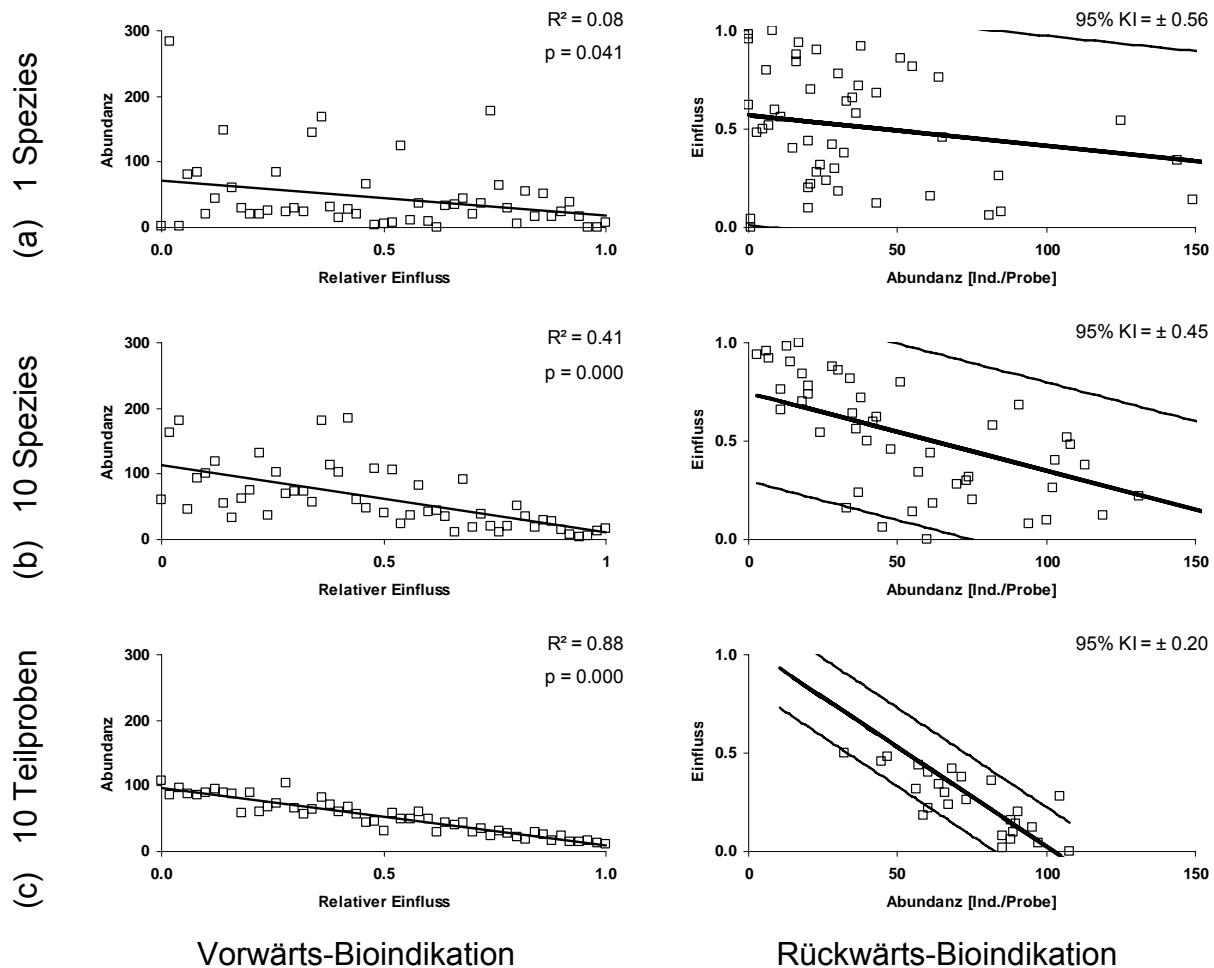 (a) 1 Spezies
R² = 0.08
p = 0.041
Abundanz
300
200
100
0
0.0
0.5
1.0
Relativer Einfluss
95% KI = ± 0.56
Einfluss
1.0
0.5
0.0
0
50
100
150
Abundanz [Ind./Probe]
(b) 10 Spezies
R² = 0.41
p = 0.000
Abundanz
300
200
100
0
0
0.5
1
Relativer Einfluss
95% KI = ± 0.45
Einfluss
1.0
0.5
0.0
0
50
100
150
Abundanz [Ind./Probe]
(c) 10 Teilproben
R² = 0.88
p = 0.000
Abundanz
300
200
100
0
0.0
0.5
1.0
Relativer Einfluss
95% KI = ± 0.20
Einfluss
1.0
0.5
0.0
0
50
100
150
Abundanz [Ind./Probe]
Vorwärts-Bioindikation
Rückwärts-Bioindikation